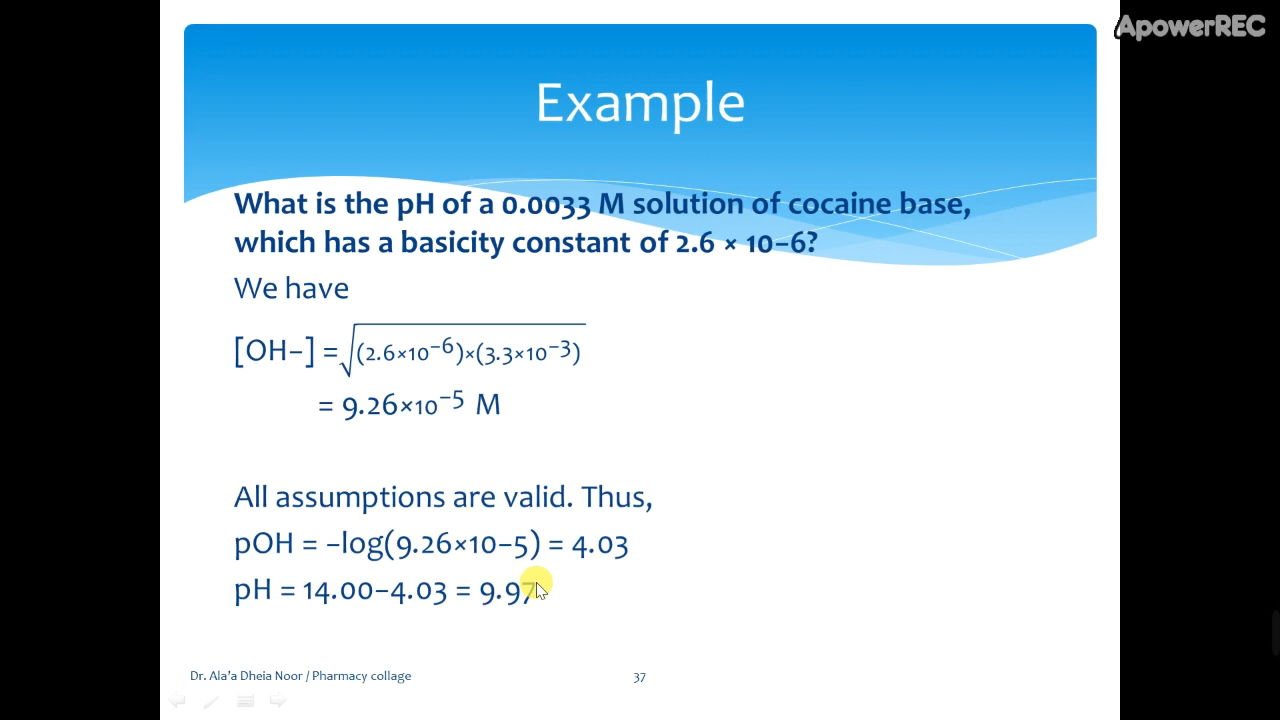 ApowerREC
Example
What is the pH of a 0.0033 M solution of cocaine base,
which has a basicity constant of 2.6 × 10−6?
We have
[OH−] = √(2.6×10⁻⁶)×(3.3×10⁻³)
= 9.26×10⁻⁵ M
All assumptions are valid. Thus,
pOH = −log(9.26×10−5) = 4.03
pH = 14.00−4.03 = 9.97
Dr. Ala'a Dheia Noor / Pharmacy collage
37